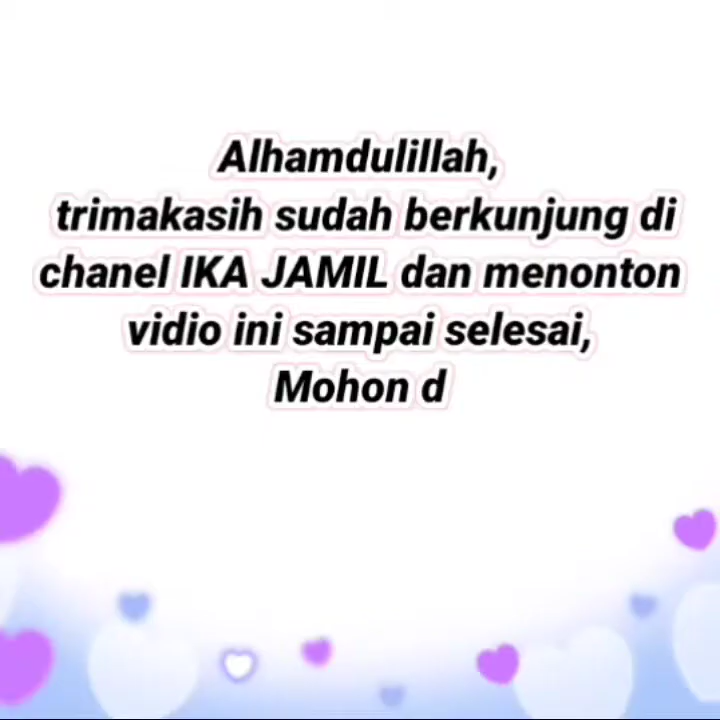 Alhamdulillah,
trimakasih sudah berkunjung di
chanel IKA JAMIL dan menonton
vidio ini sampai selesai,
Mohon d